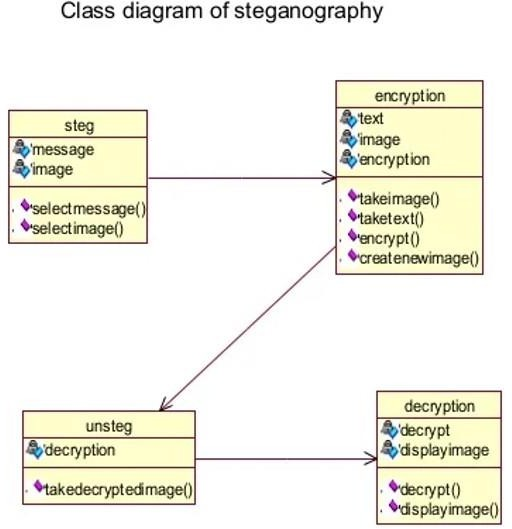 Class diagram of steganography
steg
message
image
selectmessage()
selectimage()
encryption
text
image
encryption
takeimage()
taketext()
encrypt()
createnewimage()
unsteg
decryption
takedecryptedimage()
decryption
decrypt
displayimage
decrypt()
displayimage()